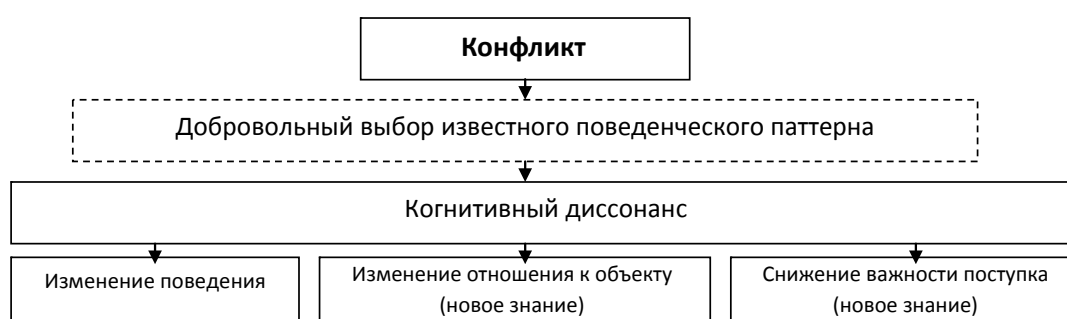 Конфликт
Добровольный выбор известного поведенческого паттерна
Когнитивный диссонанс
Изменение поведения
Изменение отношения к объекту
(новое знание)
Снижение важности поступка
(новое знание)